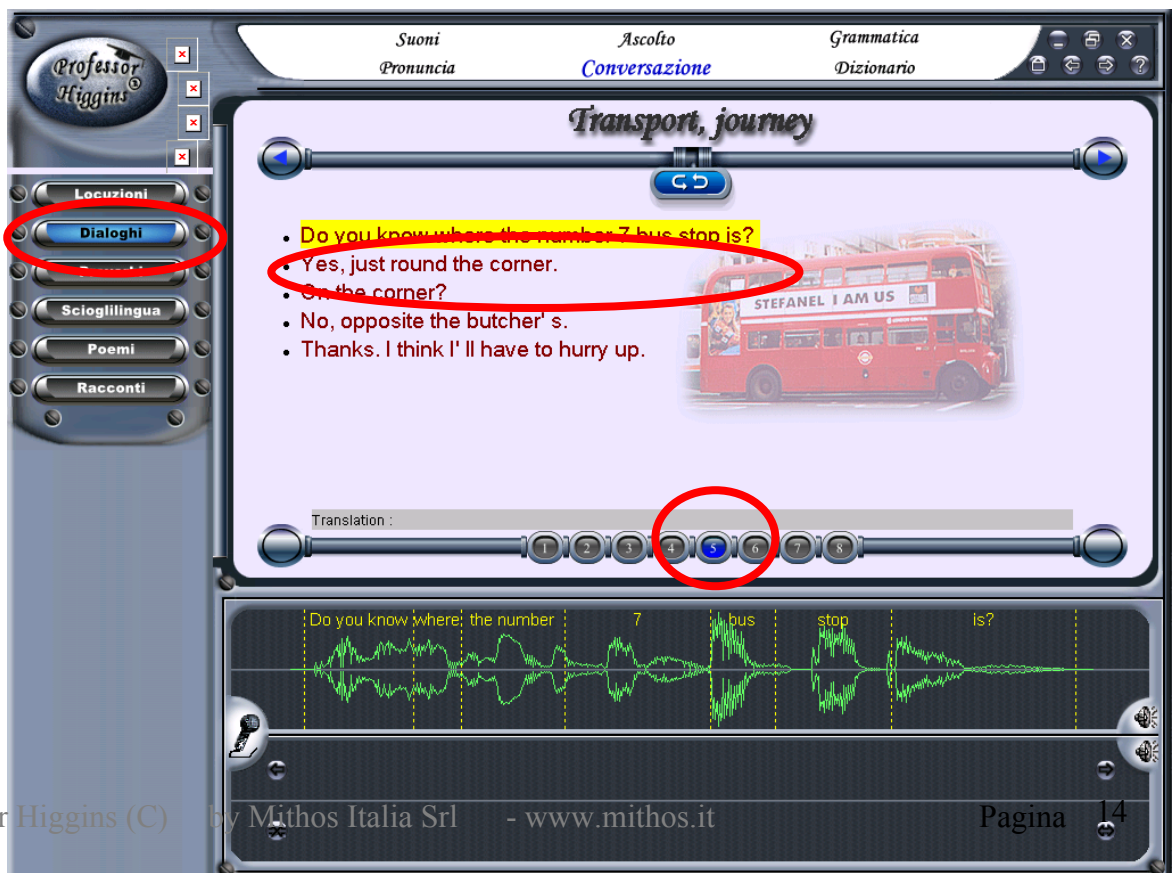 Suoni Ascolto Grammatica
Pronuncia Conversazione Dizionario
Professor
Higgins ®
Transport, journey
Locuzioni
Dialoghi
Scioglilingua
Poemi
Racconti
• Do you know where the number 7 bus stop is?
• Yes, just round the corner.
• On the corner?
• No, opposite the butcher' s.
• Thanks. I think I' ll have to hurry up.
STEFANEL I AM US
Translation :
1 2 3 4 5 6 7 8
Do you know where the number 7 bus stop is?
r Higgins (C) by Mithos Italia Srl - www.mithos.it Pagina 14